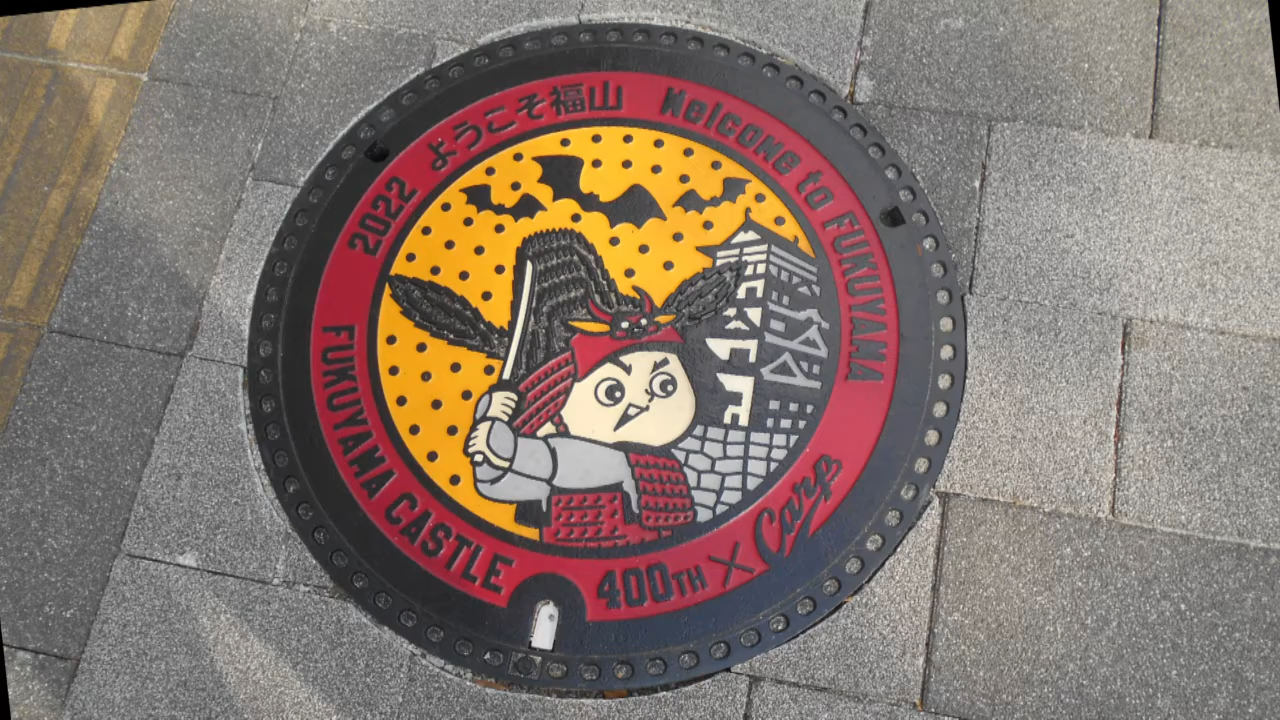 2022 ようこそ福山 Welcome to FUKUYAMA
FUKUYAMA CASTLE 400TH × Carp